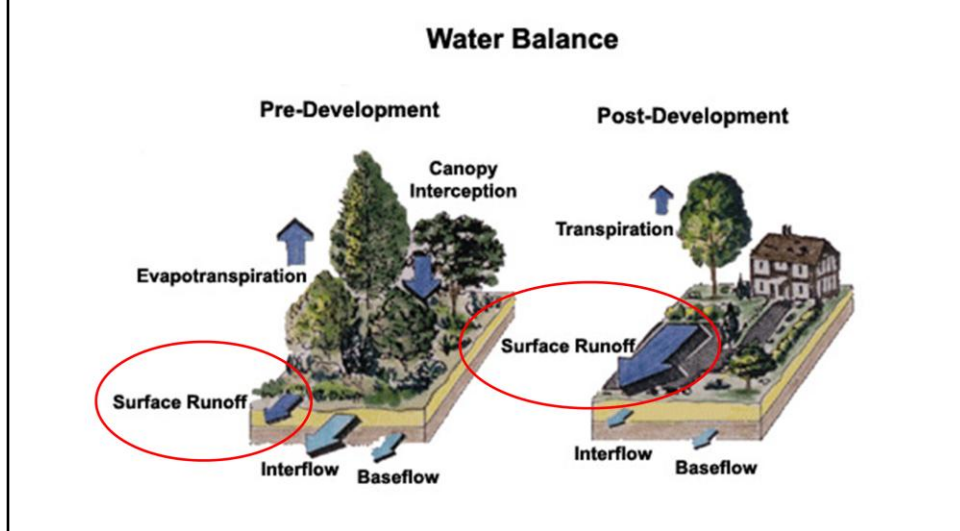 Water Balance
Pre-Development
Canopy
Interception
Evapotranspiration
Surface Runoff
Interflow
Baseflow
Post-Development
Transpiration
Surface Runoff
Interflow
Baseflow